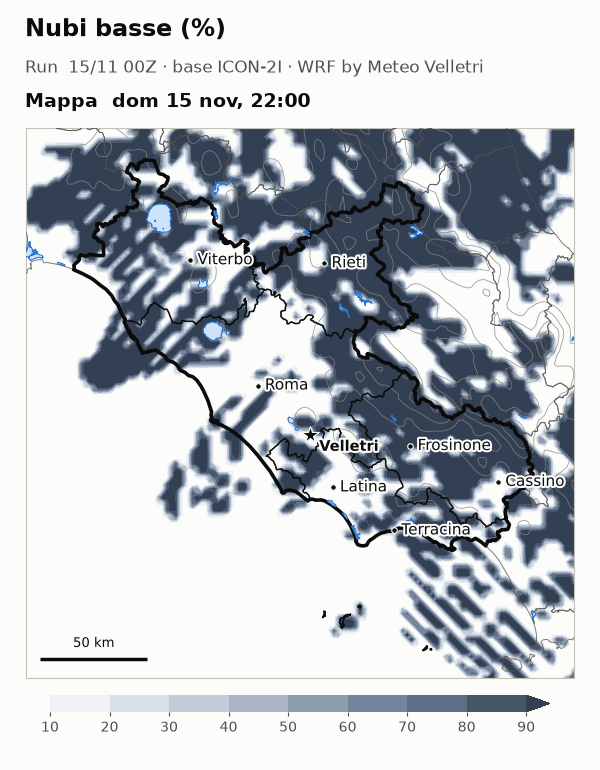 Nubi basse (%)
Run  15/11 00Z · base ICON-2I · WRF by Meteo Velletri
Mappa  dom 15 nov, 22:00
Viterbo
Rieti
Roma
Velletri
Frosinone
Latina
Cassino
Terracina
50 km
10 20 30 40 50 60 70 80 90